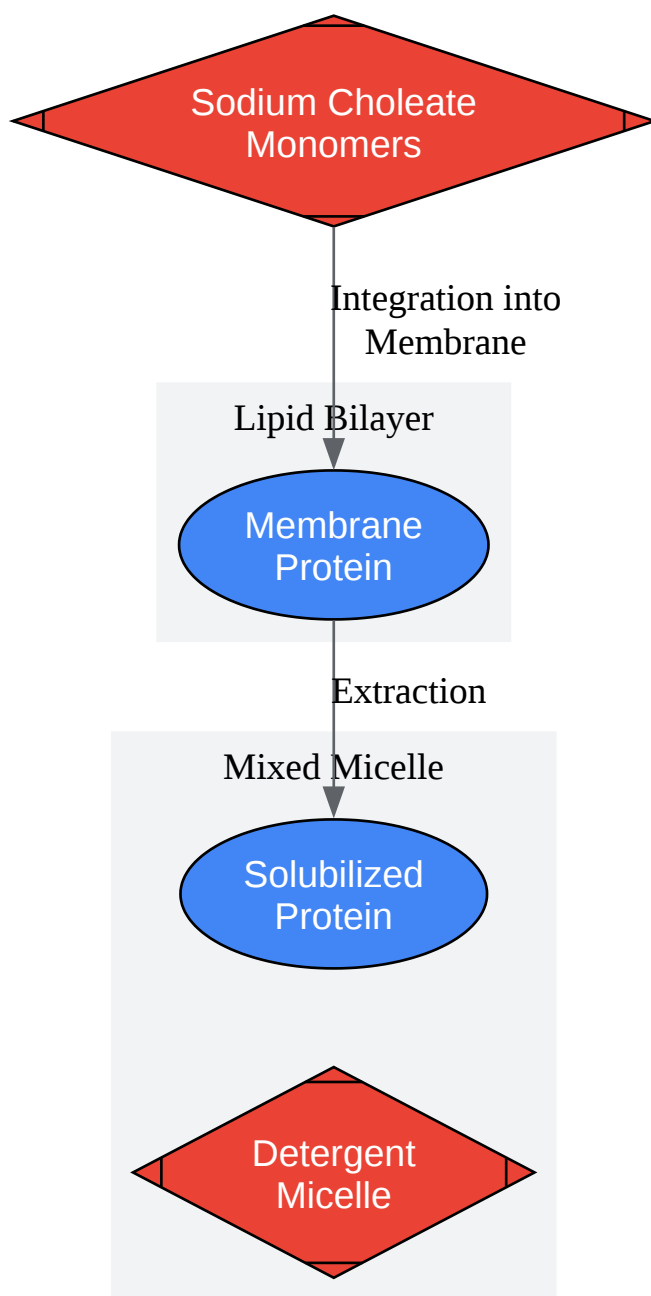 Sodium Choleate
Monomers
Integration into
Membrane
Lipid Bilayer
Membrane
Protein
Extraction
Mixed Micelle
Solubilized
Protein
Detergent
Micelle